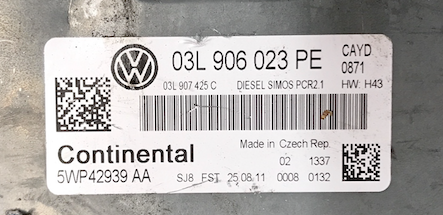 03L 906 023 PE
CAYD
0871
03L 907 425 C DIESEL SIMOS PCR2.1 HW: H43
Made in Czech Rep.
Continental 02 1337
5WP42939 AA SJ8 FST 25.08.11 0008 0132